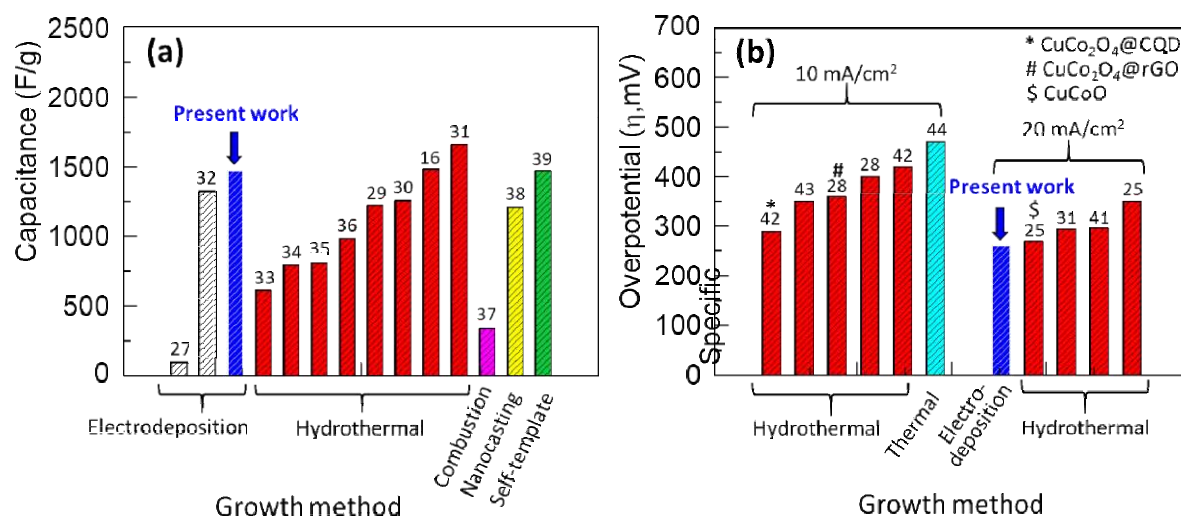 (a)
Capacitance (F/g)
2500
2000
1500
1000
500
0
Present work
27
32
33
34
35
36
29
30
16
31
37
38
39
Electrodeposition
Hydrothermal
Combustion
Nanocasting
Self-template
Growth method
(b)
Specific
Overpotential (η,mV)
700
600
500
400
300
200
100
0
* CuCo₂O₄@CQD
# CuCo₂O₄@rGO
$ CuCoO
10 mA/cm²
20 mA/cm²
Present work
*
42
43
#
28
28
42
44
$
25
31
41
25
Hydrothermal
Thermal
Electro-
deposition
Hydrothermal
Growth method